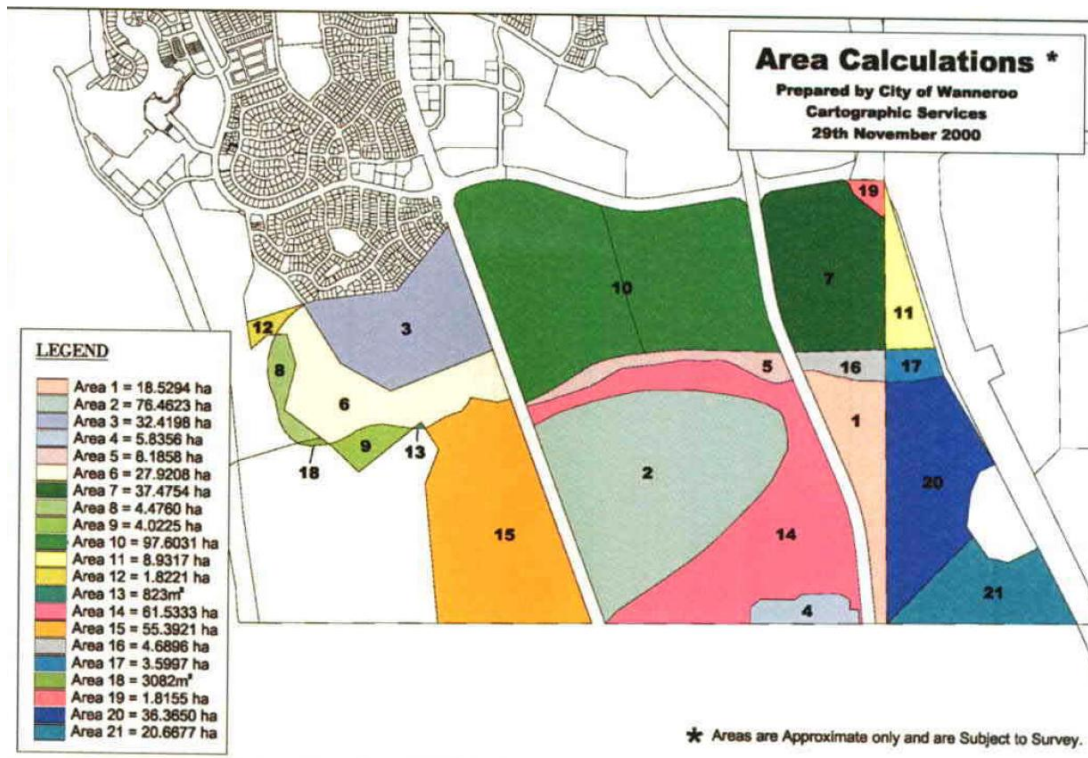 Area Calculations *
Prepared by City of Wanneroo
Cartographic Services
29th November 2000
19
10
7
11
12
3
5
16
17
8
6
1
9
13
18
2
20
15
14
4
21
LEGEND
Area 1 = 18.5294 ha
Area 2 = 76.4623 ha
Area 3 = 32.4198 ha
Area 4 = 5.8356 ha
Area 5 = 8.1858 ha
Area 6 = 27.9208 ha
Area 7 = 37.4754 ha
Area 8 = 4.4760 ha
Area 9 = 4.0225 ha
Area 10 = 97.6031 ha
Area 11 = 8.9317 ha
Area 12 = 1.8221 ha
Area 13 = 823m²
Area 14 = 61.5333 ha
Area 15 = 55.3921 ha
Area 16 = 4.6896 ha
Area 17 = 3.5997 ha
Area 18 = 3082m²
Area 19 = 1.8155 ha
Area 20 = 36.3650 ha
Area 21 = 20.6677 ha
* Areas are Approximate only and are Subject to Survey.